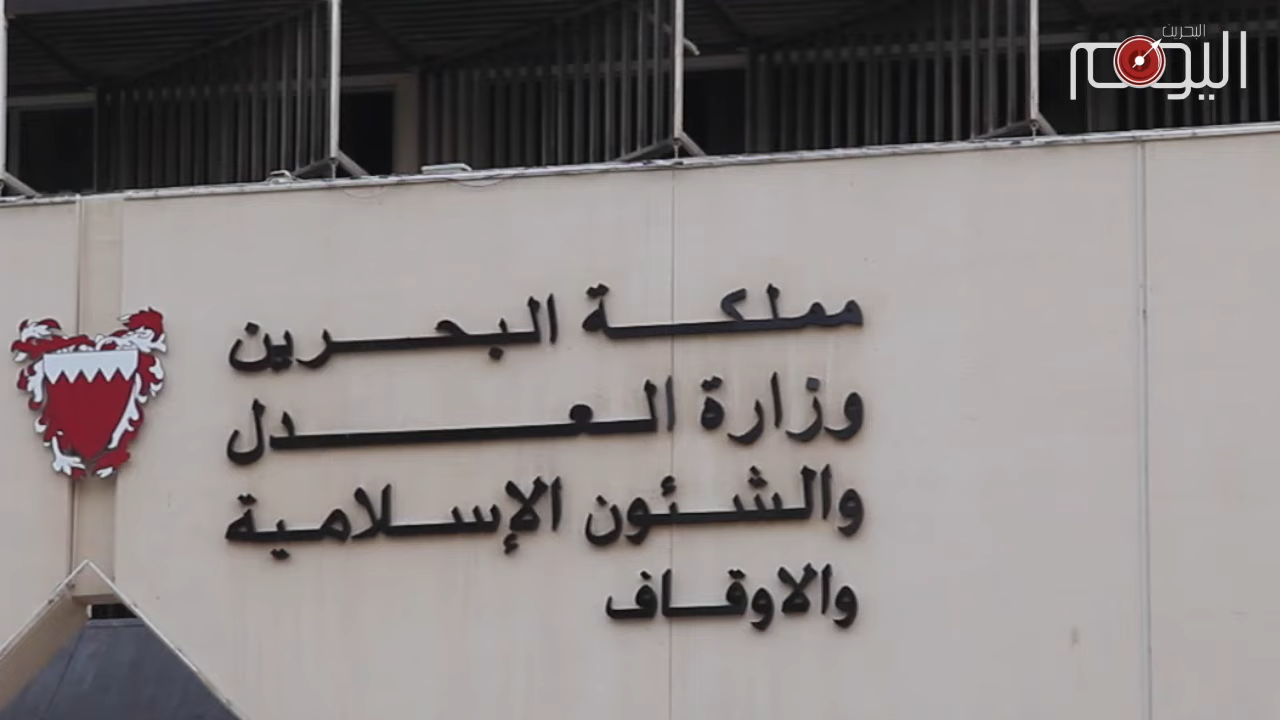 البحرين
اليوم
مملكة البحرين
وزارة العدل
والشئون الإسلامية
والاوقاف